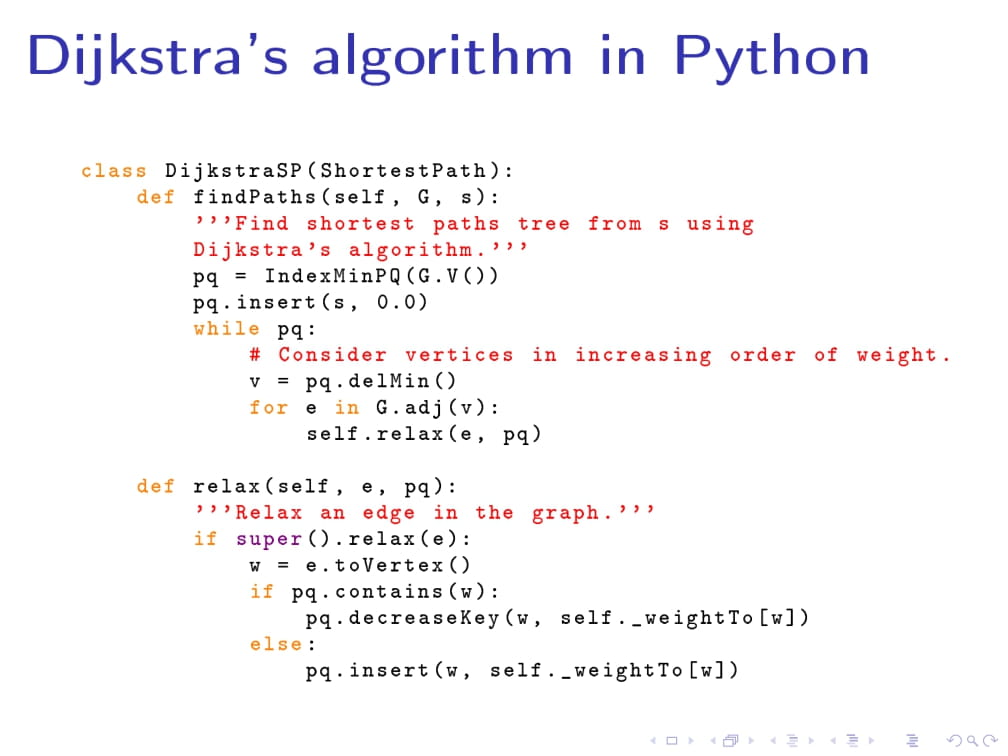 Dijkstra's algorithm in Python
class DijkstraSP(ShortestPath):
    def findPaths(self, G, s):
        '''Find shortest paths tree from s using
        Dijkstra's algorithm.'''
        pq = IndexMinPQ(G.V())
        pq.insert(s, 0.0)
        while pq:
            # Consider vertices in increasing order of weight.
            v = pq.delMin()
            for e in G.adj(v):
                self.relax(e, pq)

    def relax(self, e, pq):
        '''Relax an edge in the graph.'''
        if super().relax(e):
            w = e.toVertex()
            if pq.contains(w):
                pq.decreaseKey(w, self._weightTo[w])
            else:
                pq.insert(w, self._weightTo[w])